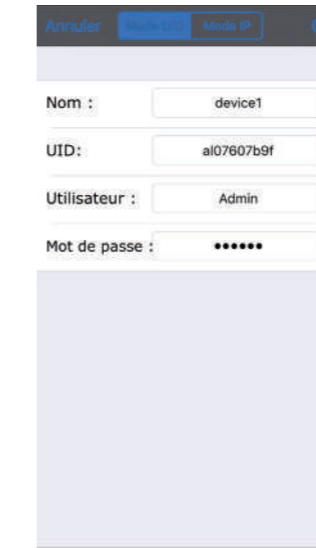 Annuler Mode UID Mode IP
Nom : device1
UID: al07607b9f
Utilisateur : Admin
Mot de passe : ••••••